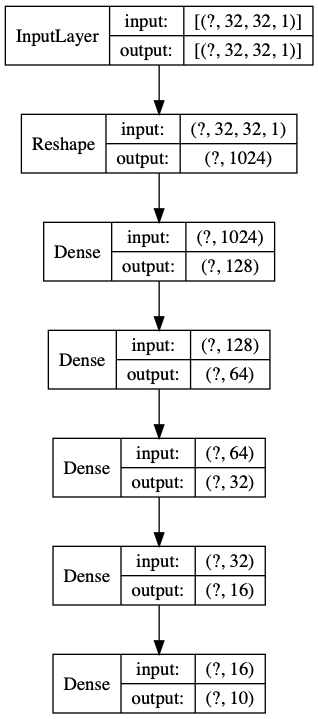 InputLayer
input: [(?, 32, 32, 1)]
output: [(?, 32, 32, 1)]
Reshape
input: (?, 32, 32, 1)
output: (?, 1024)
Dense
input: (?, 1024)
output: (?, 128)
Dense
input: (?, 128)
output: (?, 64)
Dense
input: (?, 64)
output: (?, 32)
Dense
input: (?, 32)
output: (?, 16)
Dense
input: (?, 16)
output: (?, 10)